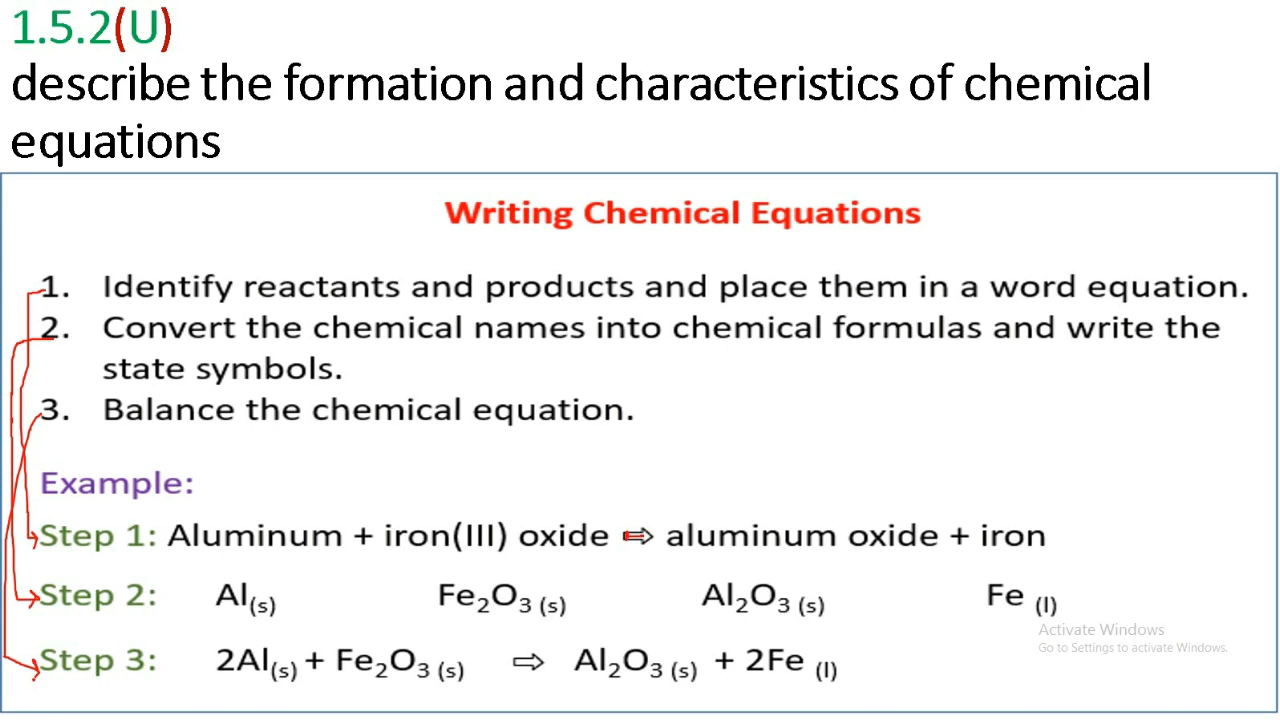 1.5.2(U)
describe the formation and characteristics of chemical
equations
Writing Chemical Equations
1. Identify reactants and products and place them in a word equation.
2. Convert the chemical names into chemical formulas and write the
state symbols.
3. Balance the chemical equation.
Example:
Step 1: Aluminum + iron(III) oxide ⇨ aluminum oxide + iron
Step 2: Al(s) Fe₂O₃ (s) Al₂O₃ (s) Fe (l)
Activate Windows
Go to Settings to activate Windows.
Step 3: 2Al(s) + Fe₂O₃ (s) ⇨ Al₂O₃ (s) + 2Fe (l)